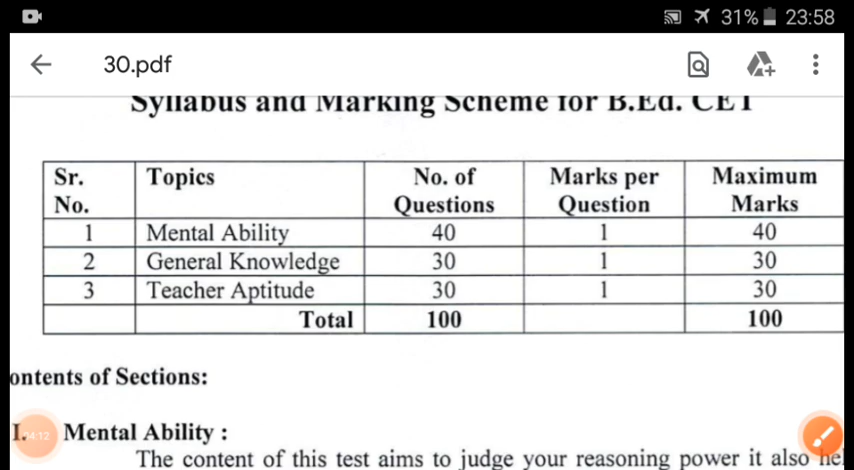 31% 23:58
30.pdf
Syllabus and Marking Scheme for B.Ed. CET
Sr. No. Topics No. of Questions Marks per Question Maximum Marks
1 Mental Ability 40 1 40
2 General Knowledge 30 1 30
3 Teacher Aptitude 30 1 30
Total 100 100
ontents of Sections:
I. Mental Ability :
04:12
The content of this test aims to judge your reasoning power it also he